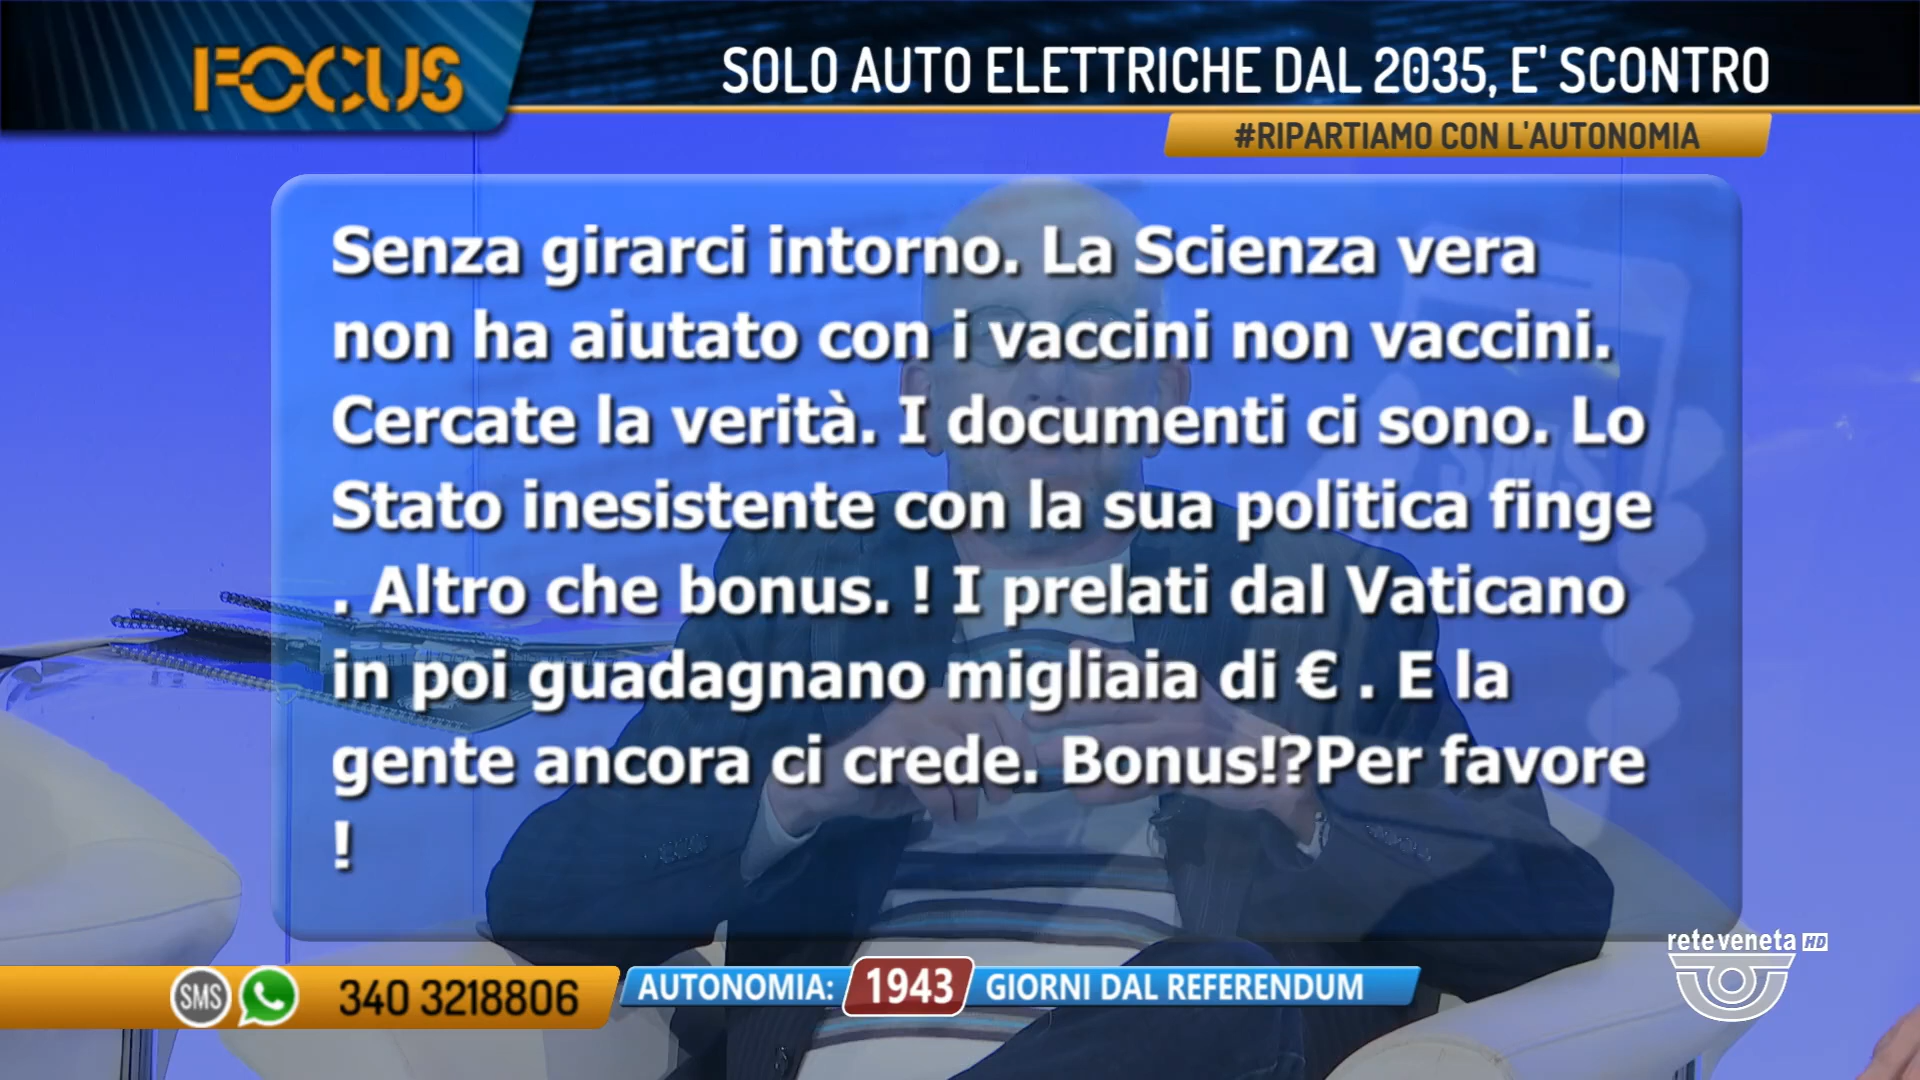 FOCUS
SOLO AUTO ELETTRICHE DAL 2035, E' SCONTRO
#RIPARTIAMO CON L'AUTONOMIA
Senza girarci intorno. La Scienza vera
non ha aiutato con i vaccini non vaccini.
Cercate la verità. I documenti ci sono. Lo
Stato inesistente con la sua politica finge
. Altro che bonus. ! I prelati dal Vaticano
in poi guadagnano migliaia di € . E la
gente ancora ci crede. Bonus!?Per favore
!
SMS
reteveneta HD
SMS 340 3218806
AUTONOMIA: 1943 GIORNI DAL REFERENDUM